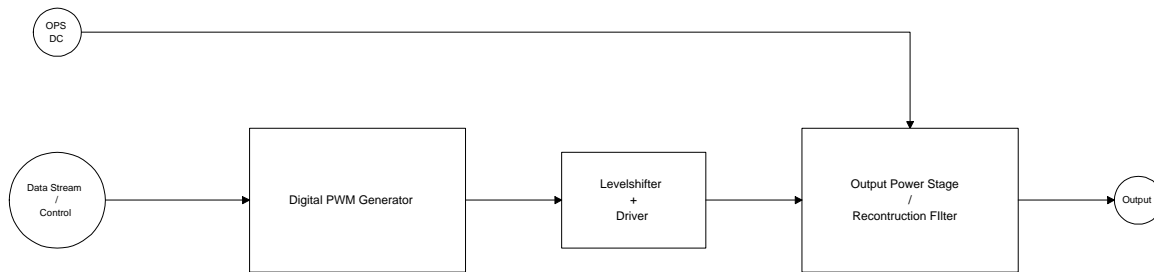 OPS
DC
Data Stream
/
Control
Digital PWM Generator
Levelshifter
+
Driver
Output Power Stage
/
Recontruction FIlter
Output